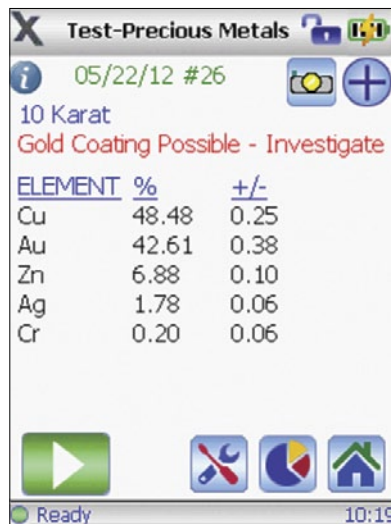 X Test-Precious Metals
i 05/22/12 #26
10 Karat
Gold Coating Possible - Investigate
ELEMENT % +/-
Cu 48.48 0.25
Au 42.61 0.38
Zn 6.88 0.10
Ag 1.78 0.06
Cr 0.20 0.06
Ready 10:19